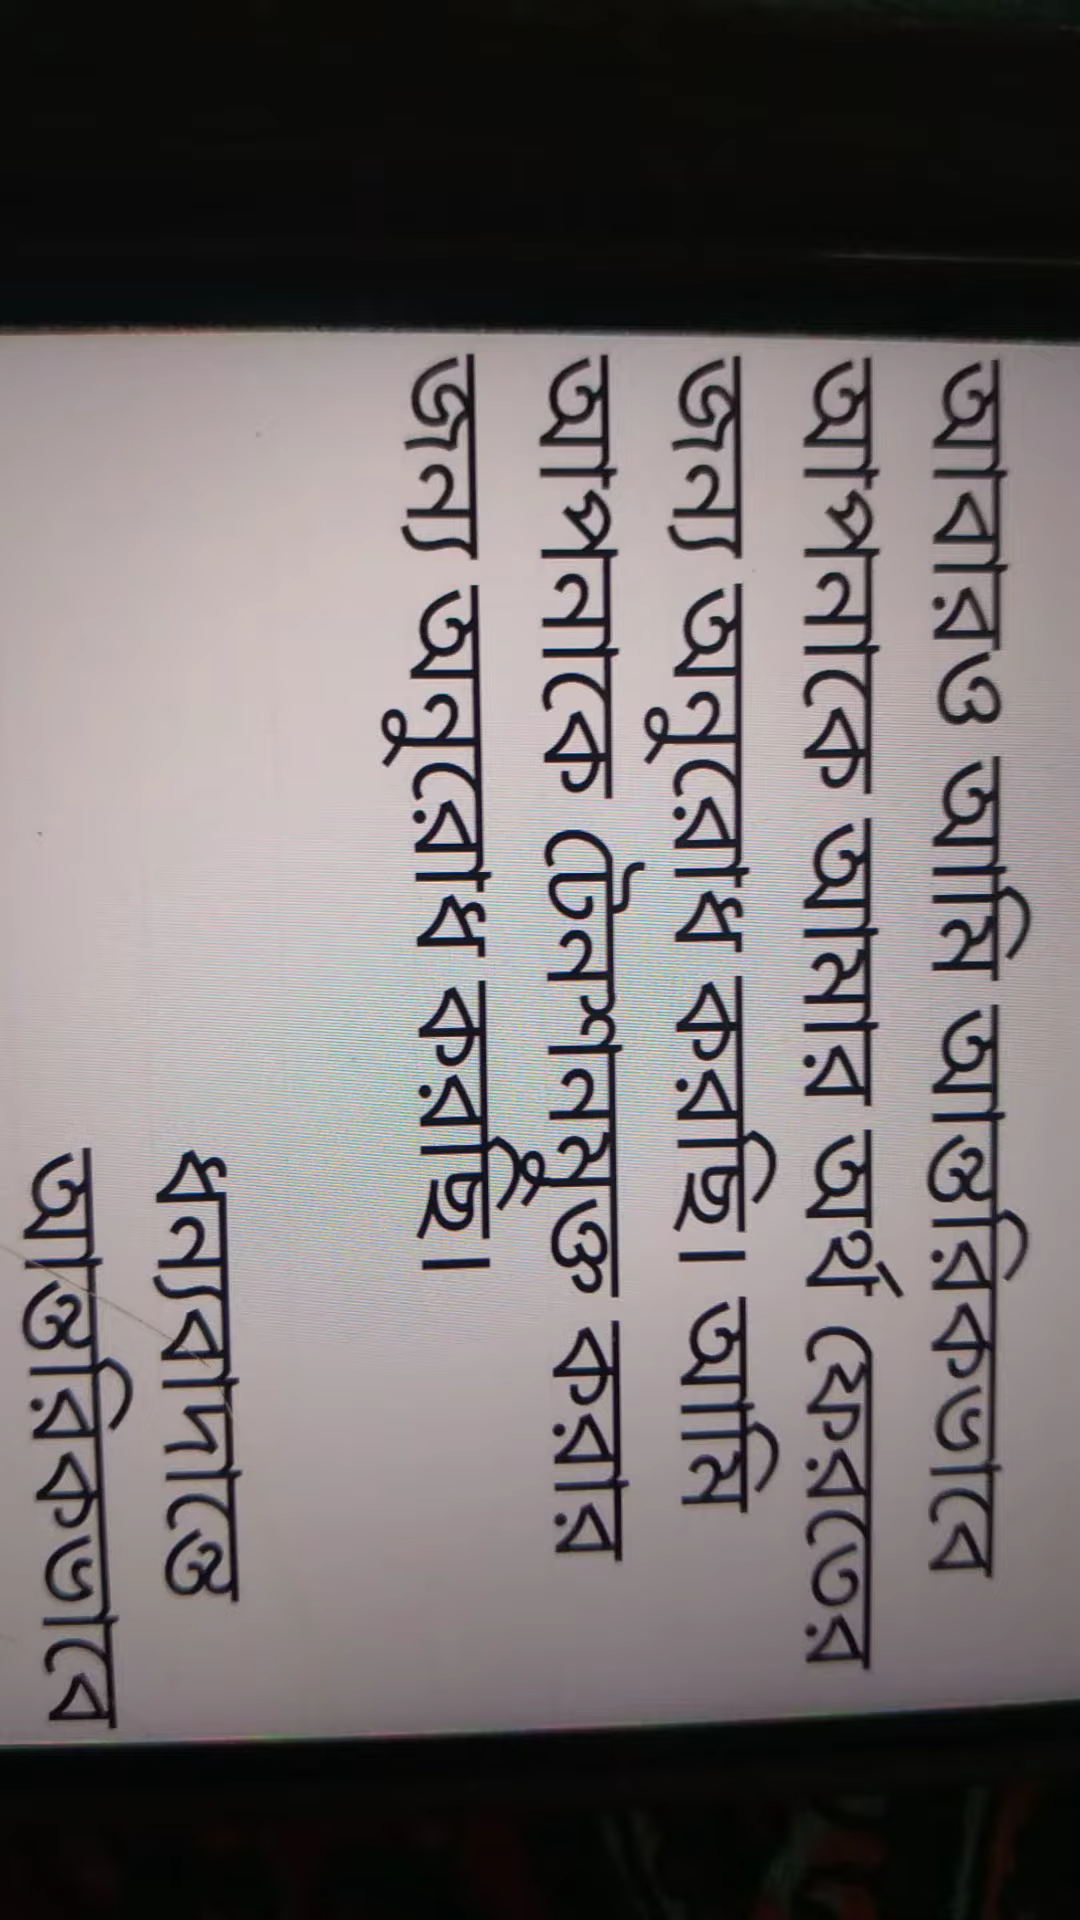 আবারও আমি আন্তরিকভাবে
আপনাকে আমার অর্থ ফেরতের
জন্য অনুরোধ করছি। আমি
আপনাকে টেনশনমুক্ত করার
জন্য অনুরোধ করছি।
ধন্যবাদান্তে
আন্তরিকভাবে